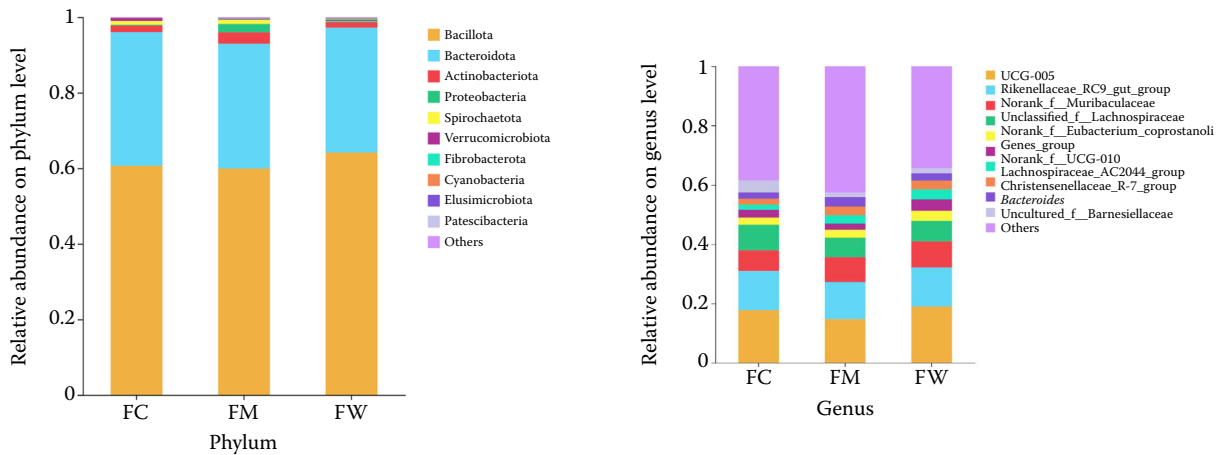 Relative abundance on phylum level
1
0.8
0.6
0.4
0.2
0
FC
FM
FW
Phylum
Bacillota
Bacteroidota
Actinobacteriota
Proteobacteria
Spirochaetota
Verrucomicrobiota
Fibrobacterota
Cyanobacteria
Elusimicrobiota
Patescibacteria
Others
Relative abundance on genus level
1
0.8
0.6
0.4
0.2
0
FC
FM
FW
Genus
UCG-005
Rikenellaceae_RC9_gut_group
Norank_f__Muribaculaceae
Unclassified_f__Lachnospiraceae
Norank_f__Eubacterium_coprostanoli
Genes_group
Norank_f__UCG-010
Lachnospiraceae_AC2044_group
Christensenellaceae_R-7_group
Bacteroides
Uncultured_f__Barnesiellaceae
Others